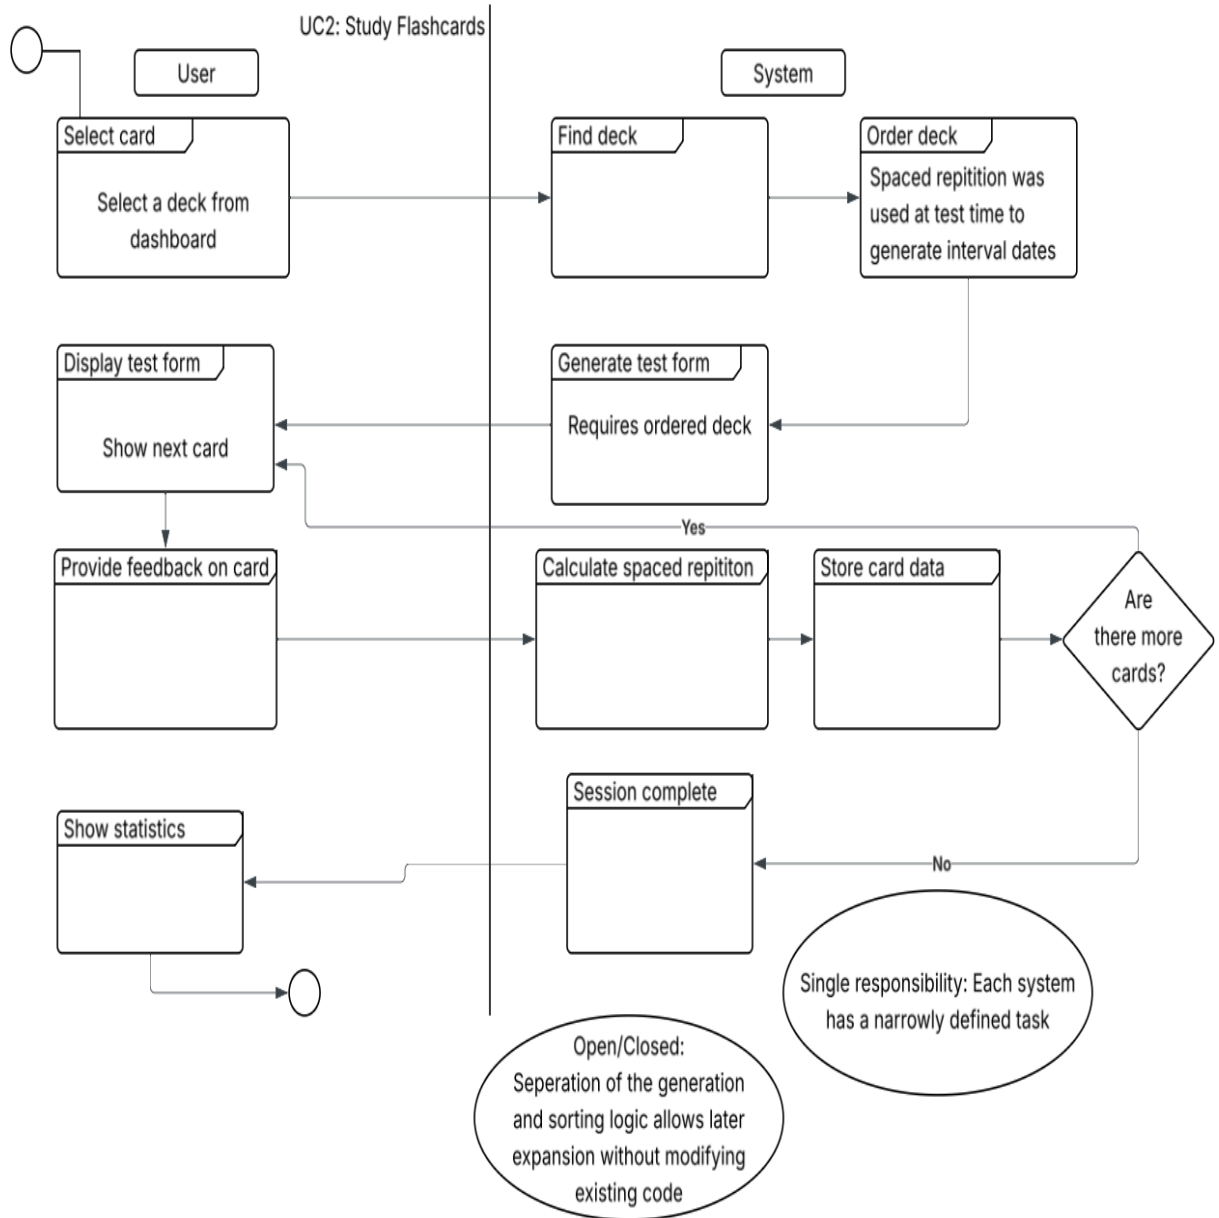 UC2: Study Flashcards
User
System
Select card
Select a deck from
dashboard
Find deck
Order deck
Spaced repitition was
used at test time to
generate interval dates
Display test form
Show next card
Generate test form
Requires ordered deck
Yes
Provide feedback on card
Calculate spaced repititon
Store card data
Are
there more
cards?
Session complete
Show statistics
No
Single responsibility: Each system
has a narrowly defined task
Open/Closed:
Seperation of the generation
and sorting logic allows later
expansion without modifying
existing code